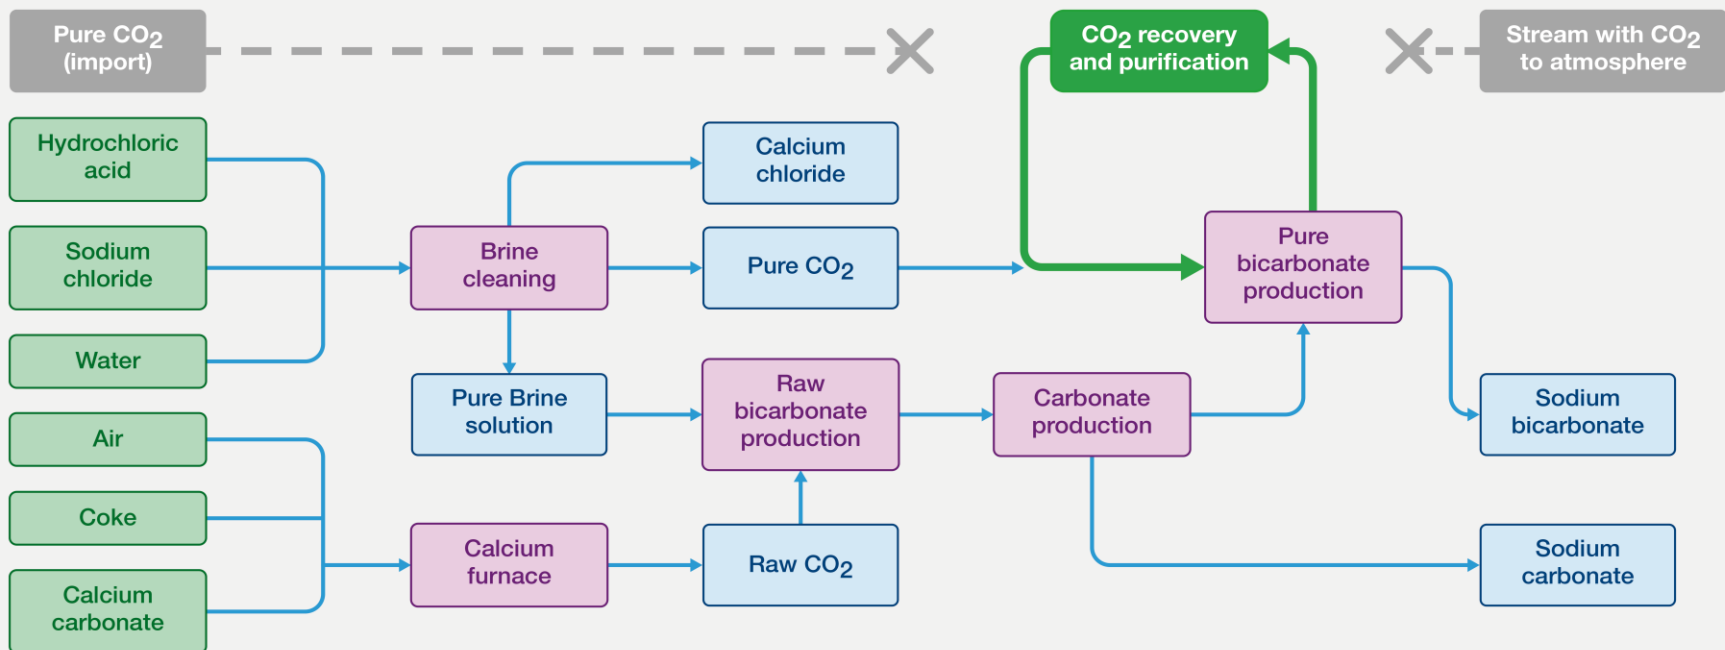 Pure CO₂
(import)
CO₂ recovery
and purification
Stream with CO₂
to atmosphere
Hydrochloric
acid
Calcium
chloride
Sodium
chloride
Brine
cleaning
Pure CO₂
Pure
bicarbonate
production
Water
Pure Brine
solution
Raw
bicarbonate
production
Carbonate
production
Sodium
bicarbonate
Air
Coke
Calcium
furnace
Raw CO₂
Sodium
carbonate
Calcium
carbonate